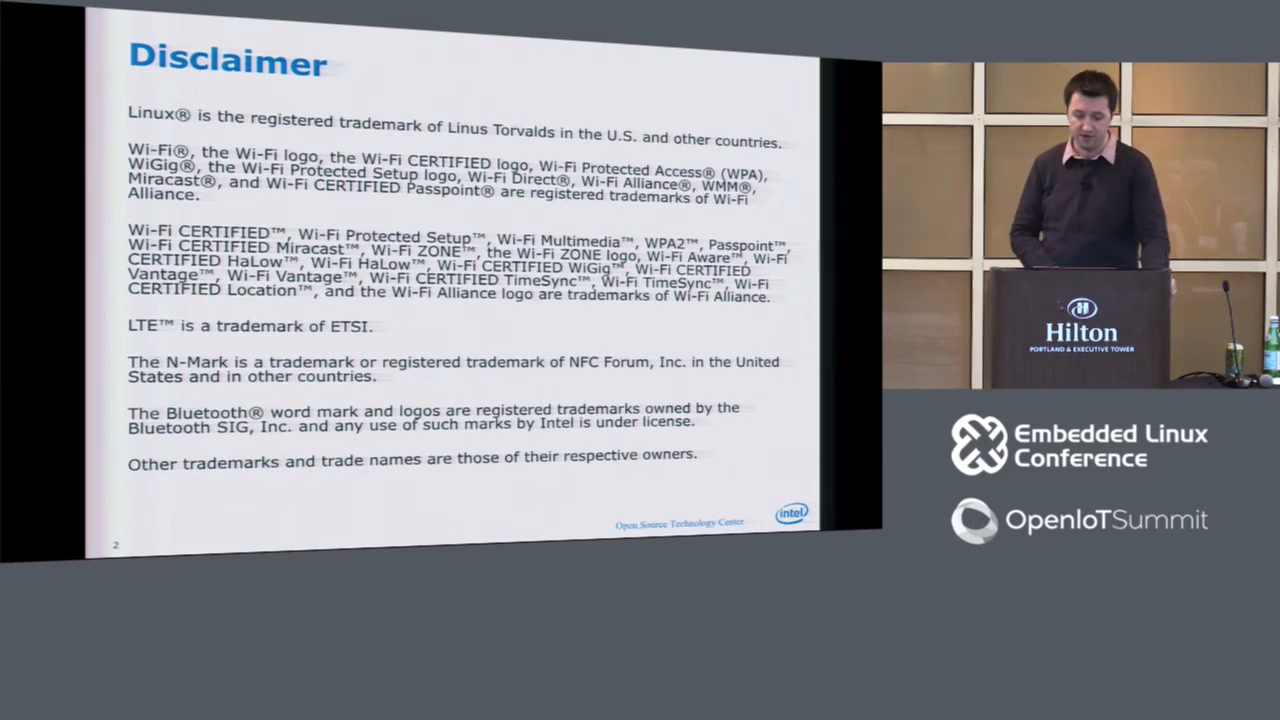 Disclaimer
Linux® is the registered trademark of Linus Torvalds in the U.S. and other countries.
Wi-Fi®, the Wi-Fi logo, the Wi-Fi CERTIFIED logo, Wi-Fi Protected Access® (WPA),
WiGig®, the Wi-Fi Protected Setup logo, Wi-Fi Direct®, Wi-Fi Alliance®, WMM®,
Miracast®, and Wi-Fi CERTIFIED Passpoint® are registered trademarks of Wi-Fi
Alliance.
Wi-Fi CERTIFIED™, Wi-Fi Protected Setup™, Wi-Fi Multimedia™, WPA2™, Passpoint™,
Wi-Fi CERTIFIED Miracast™, Wi-Fi ZONE™, the Wi-Fi ZONE logo, Wi-Fi Aware™, Wi-Fi
CERTIFIED HaLow™, Wi-Fi HaLow™, Wi-Fi CERTIFIED WiGig™, Wi-Fi CERTIFIED
Vantage™, Wi-Fi Vantage™, Wi-Fi CERTIFIED TimeSync™, Wi-Fi TimeSync™, Wi-Fi
CERTIFIED Location™, and the Wi-Fi Alliance logo are trademarks of Wi-Fi Alliance.
LTE™ is a trademark of ETSI.
The N-Mark is a trademark or registered trademark of NFC Forum, Inc. in the United
States and in other countries.
The Bluetooth® word mark and logos are registered trademarks owned by the
Bluetooth SIG, Inc. and any use of such marks by Intel is under license.
Other trademarks and trade names are those of their respective owners.
Open Source Technology Center
intel
2
H
Hilton
PORTLAND & EXECUTIVE TOWER
Embedded Linux
Conference
OpenIoTSummit